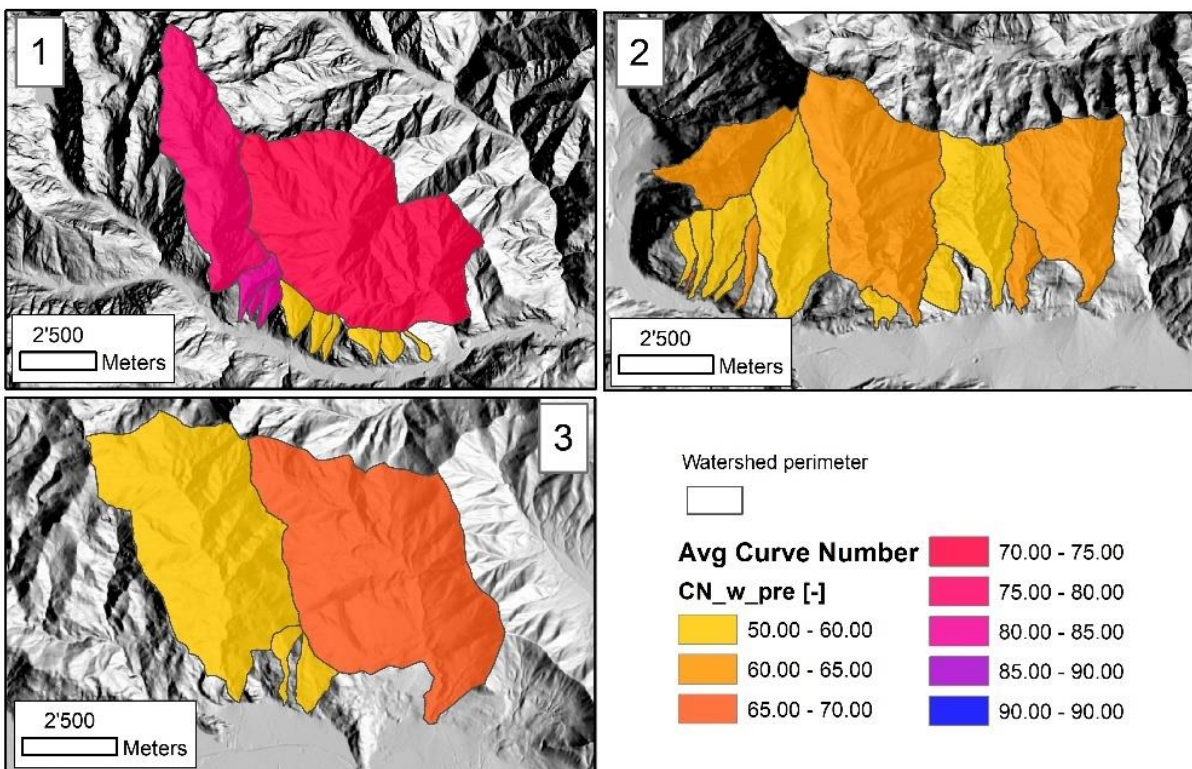 1
2'500
Meters
2
2'500
Meters
3
2'500
Meters
Watershed perimeter
Avg Curve Number
CN_w_pre [-]
50.00 - 60.00
60.00 - 65.00
65.00 - 70.00
70.00 - 75.00
75.00 - 80.00
80.00 - 85.00
85.00 - 90.00
90.00 - 90.00